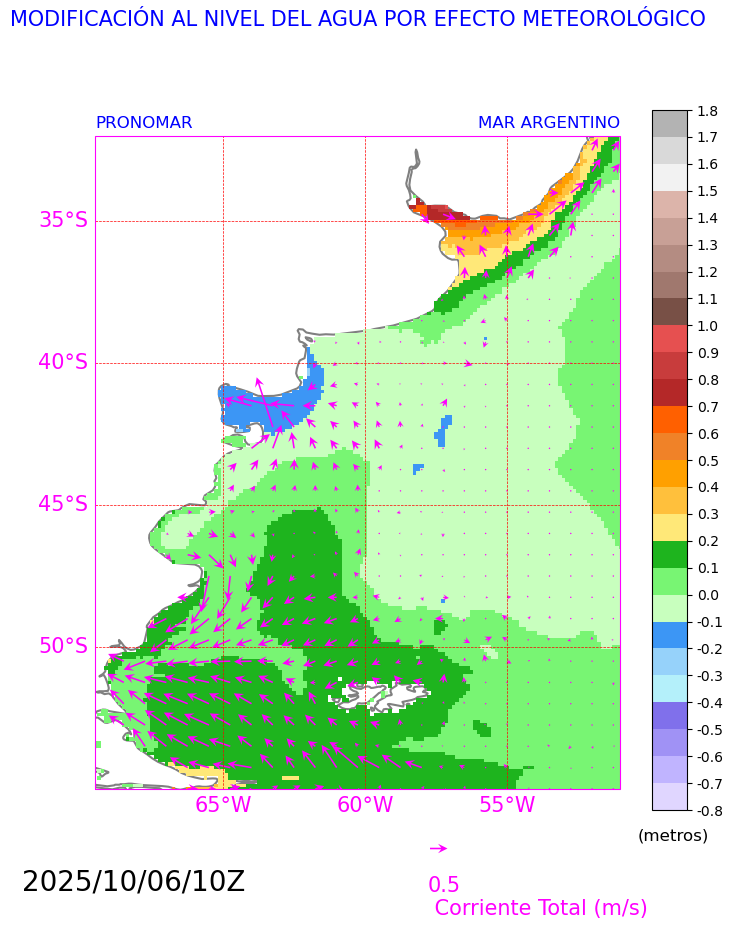 MODIFICACIÓN AL NIVEL DEL AGUA POR EFECTO METEOROLÓGICO
PRONOMAR
MAR ARGENTINO
35°S
40°S
45°S
50°S
65°W
60°W
55°W
1.8
1.7
1.6
1.5
1.4
1.3
1.2
1.1
1.0
0.9
0.8
0.7
0.6
0.5
0.4
0.3
0.2
0.1
0.0
-0.1
-0.2
-0.3
-0.4
-0.5
-0.6
-0.7
-0.8
(metros)
2025/10/06/10Z
0.5
Corriente Total (m/s)